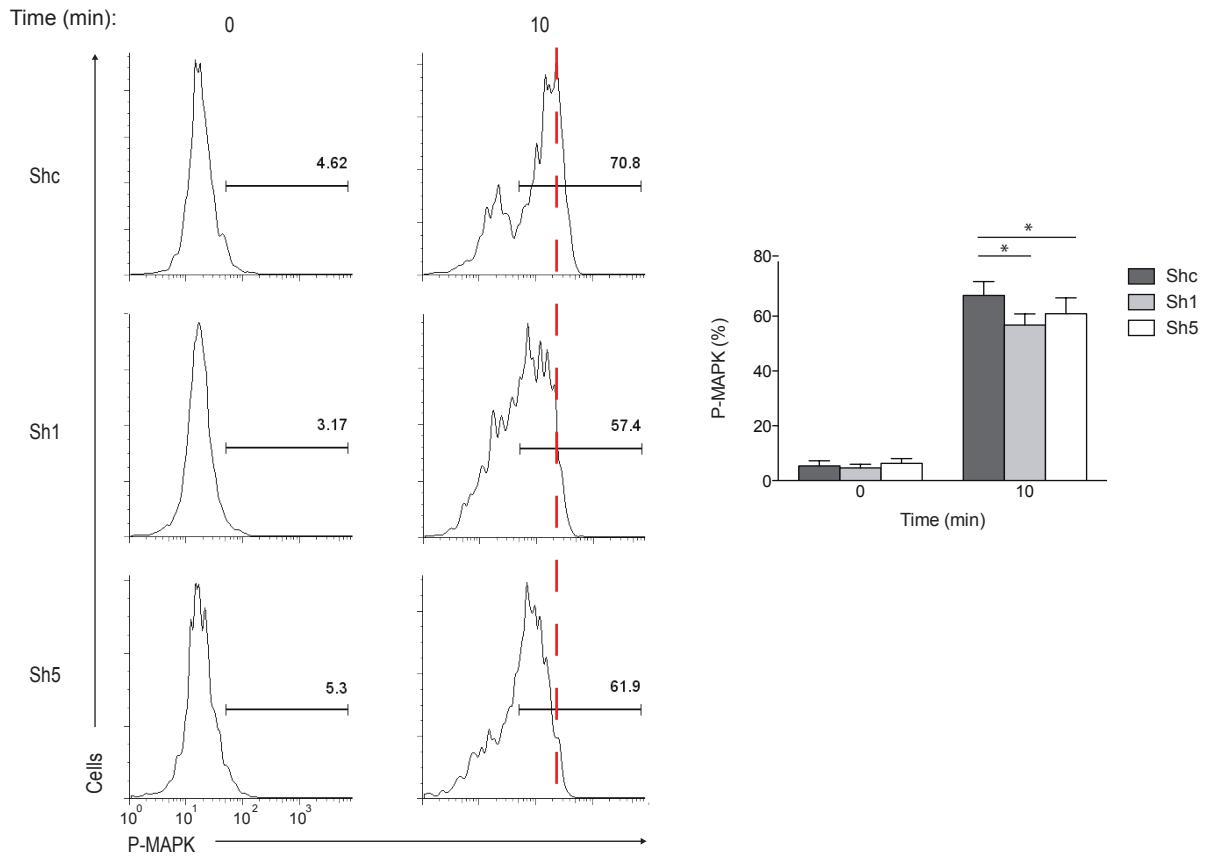 Time (min):
0
10
Shc
4.62
70.8
Sh1
3.17
57.4
Sh5
5.3
61.9
Cells
10⁰ 10¹ 10² 10³
P-MAPK
* 
*
80
60
40
20
0
P-MAPK (%)
0
10
Time (min)
Shc
Sh1
Sh5